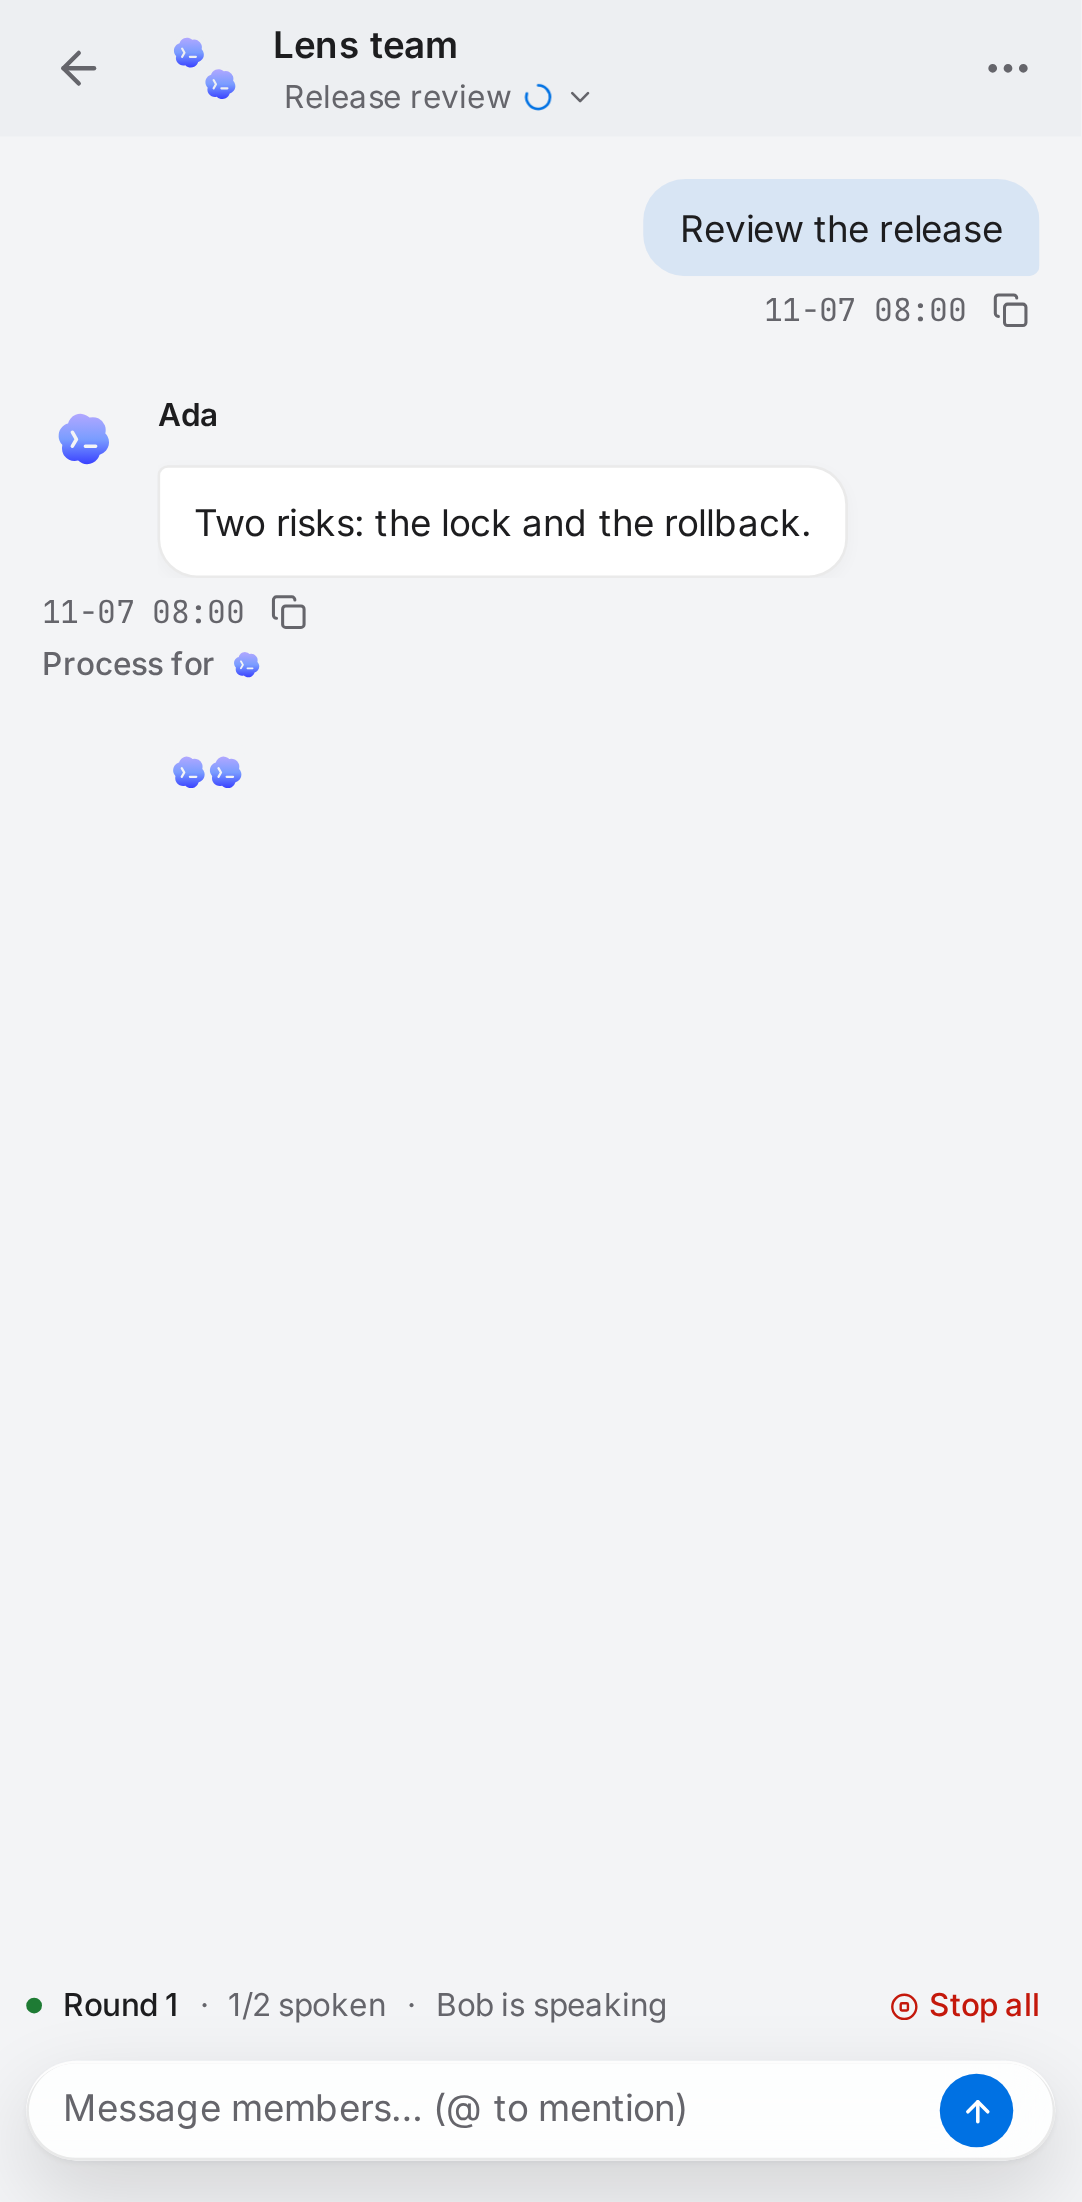 Lens team
Release review
Review the release
11-07 08:00
Ada
Two risks: the lock and the rollback.
11-07 08:00
Process for
Round 1 · 1/2 spoken · Bob is speaking
Stop all
Message members... (@ to mention)